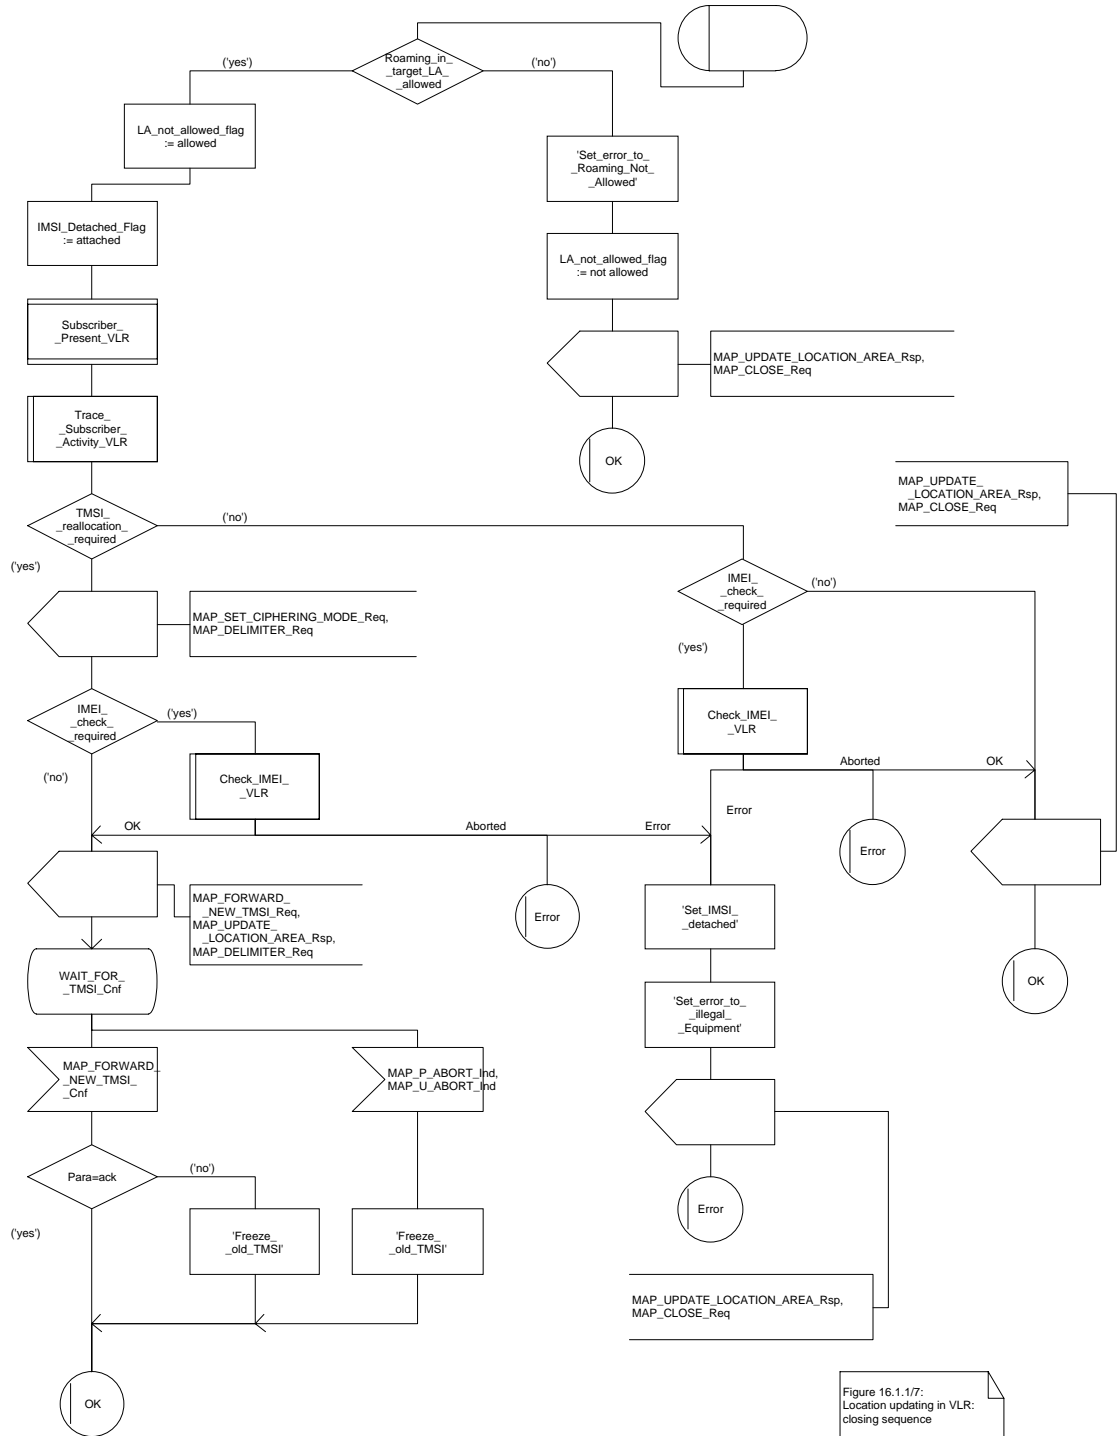 Roaming_in_
_target_LA_
_allowed
('yes')
('no')
LA_not_allowed_flag
:= allowed
'Set_error_to_
_Roaming_Not_
_Allowed'
IMSI_Detached_Flag
:= attached
LA_not_allowed_flag
:= not allowed
Subscriber_
_Present_VLR
MAP_UPDATE_LOCATION_AREA_Rsp,
MAP_CLOSE_Req
Trace_
_Subscriber_
_Activity_VLR
OK
MAP_UPDATE_
_LOCATION_AREA_Rsp,
MAP_CLOSE_Req
TMSI_
_reallocation_
_required
('no')
('yes')
IMEI_
_check_
_required
('no')
('yes')
MAP_SET_CIPHERING_MODE_Req,
MAP_DELIMITER_Req
IMEI_
_check_
_required
('yes')
('no')
Check_IMEI_
_VLR
Check_IMEI_
_VLR
Aborted
OK
Error
OK
Aborted
Error
Error
MAP_FORWARD_
_NEW_TMSI_Req,
MAP_UPDATE_
_LOCATION_AREA_Rsp,
MAP_DELIMITER_Req
Error
'Set_IMSI_
_detached'
WAIT_FOR_
_TMSI_Cnf
OK
'Set_error_to_
_illegal_
_Equipment'
MAP_FORWARD_
_NEW_TMSI_
_Cnf
MAP_P_ABORT_Ind,
MAP_U_ABORT_Ind
Para=ack
('no')
('yes')
Error
'Freeze_
_old_TMSI'
'Freeze_
_old_TMSI'
MAP_UPDATE_LOCATION_AREA_Rsp,
MAP_CLOSE_Req
OK
Figure 16.1.1/7:
Location updating in VLR:
closing sequence